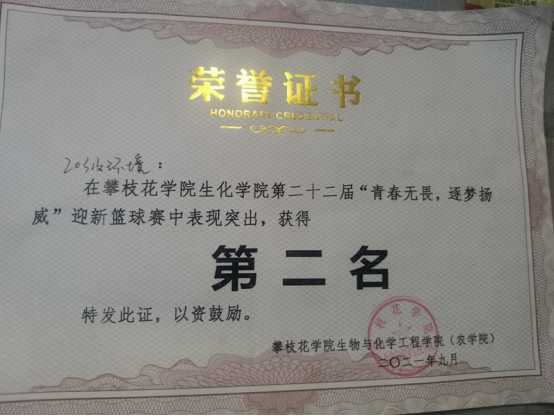 荣誉证书
HONORARY CREDENTIAL
20级环境：
在攀枝花学院生化学院第二十二届“青春无畏，逐梦扬
威”迎新篮球赛中表现突出，获得
第二名
特发此证，以资鼓励。
攀枝花学院生物与化学工程学院（农学院）
二〇二一年九月